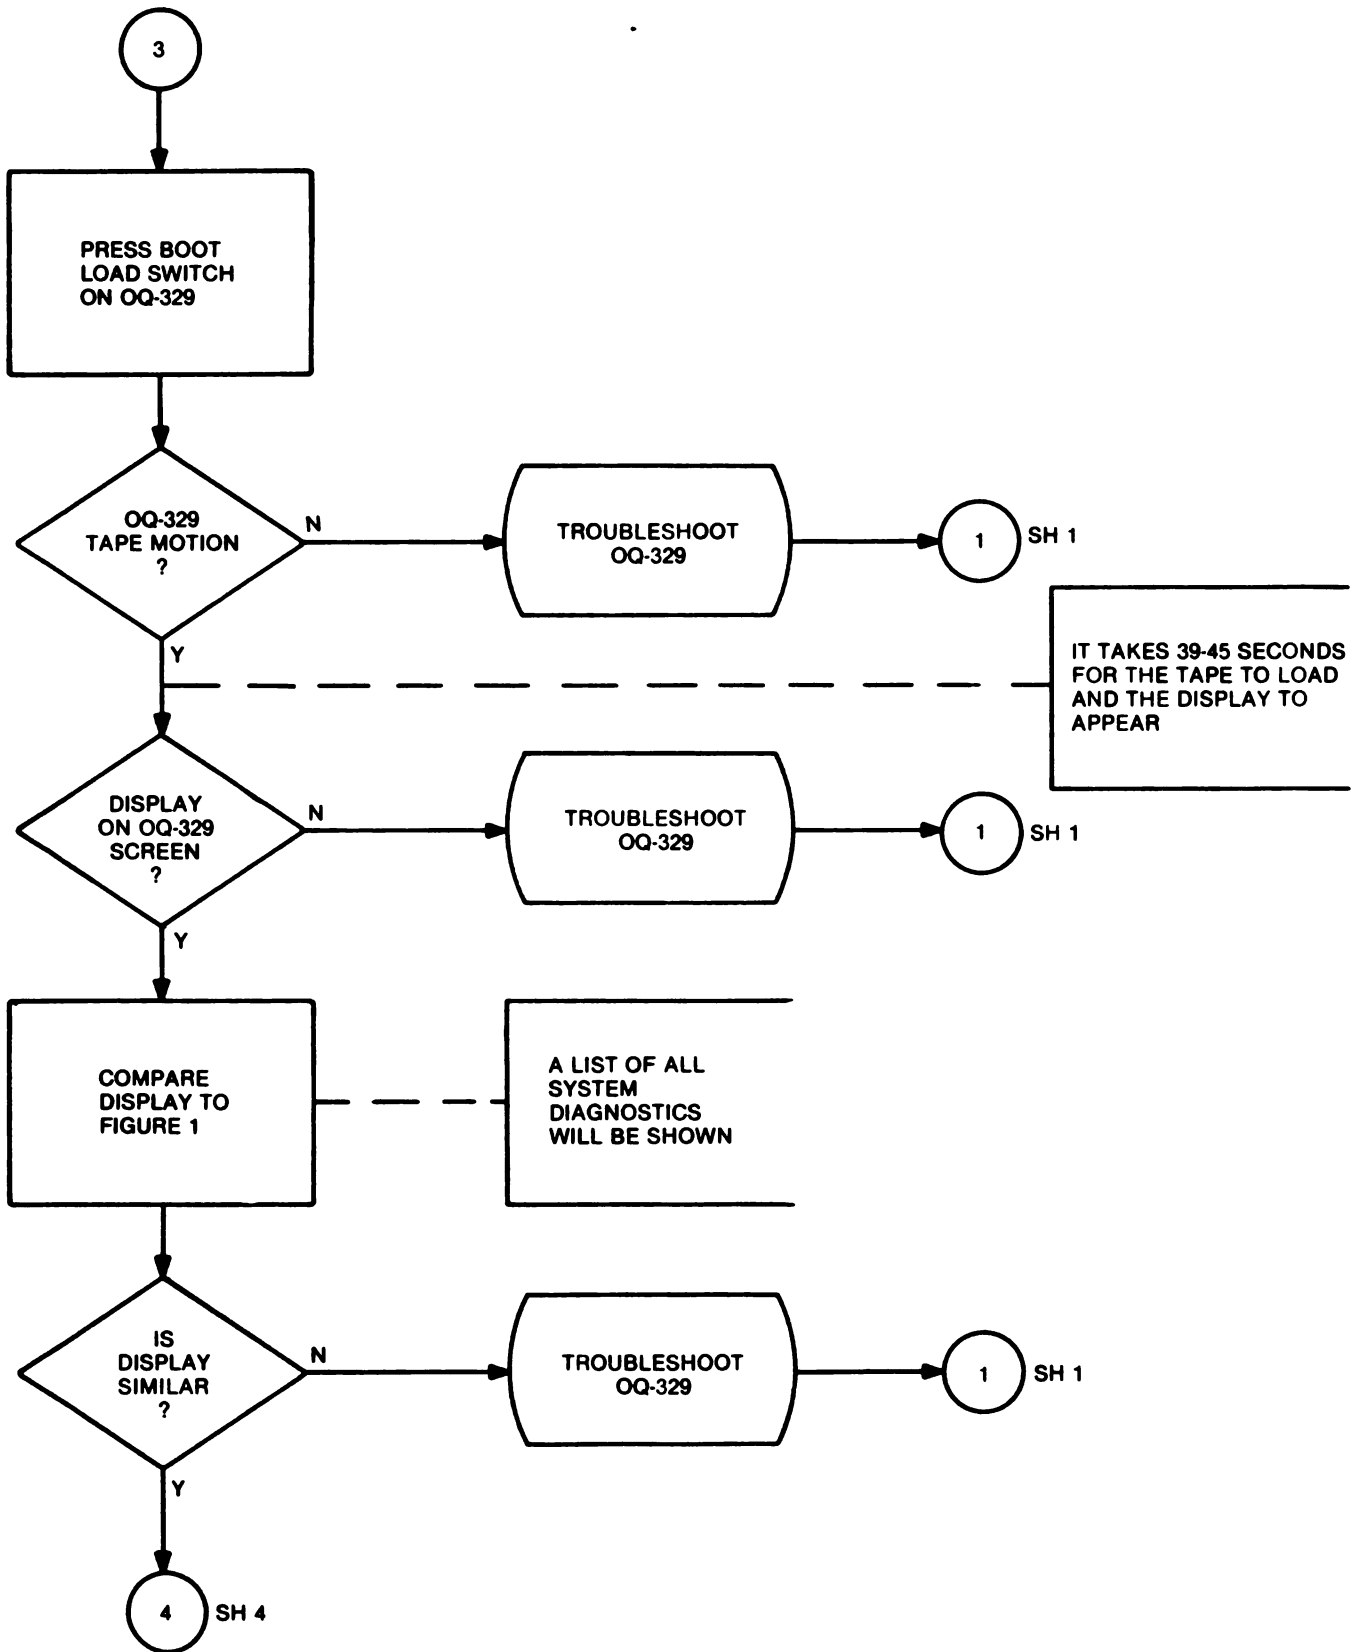 3
PRESS BOOT
LOAD SWITCH
ON OQ-329
OQ-329
TAPE MOTION
?
N
TROUBLESHOOT
OQ-329
1
SH 1
Y
IT TAKES 39-45 SECONDS
FOR THE TAPE TO LOAD
AND THE DISPLAY TO
APPEAR
DISPLAY
ON OQ-329
SCREEN
?
N
TROUBLESHOOT
OQ-329
1
SH 1
Y
COMPARE
DISPLAY TO
FIGURE 1
A LIST OF ALL
SYSTEM
DIAGNOSTICS
WILL BE SHOWN
IS
DISPLAY
SIMILAR
?
N
TROUBLESHOOT
OQ-329
1
SH 1
Y
4
SH 4